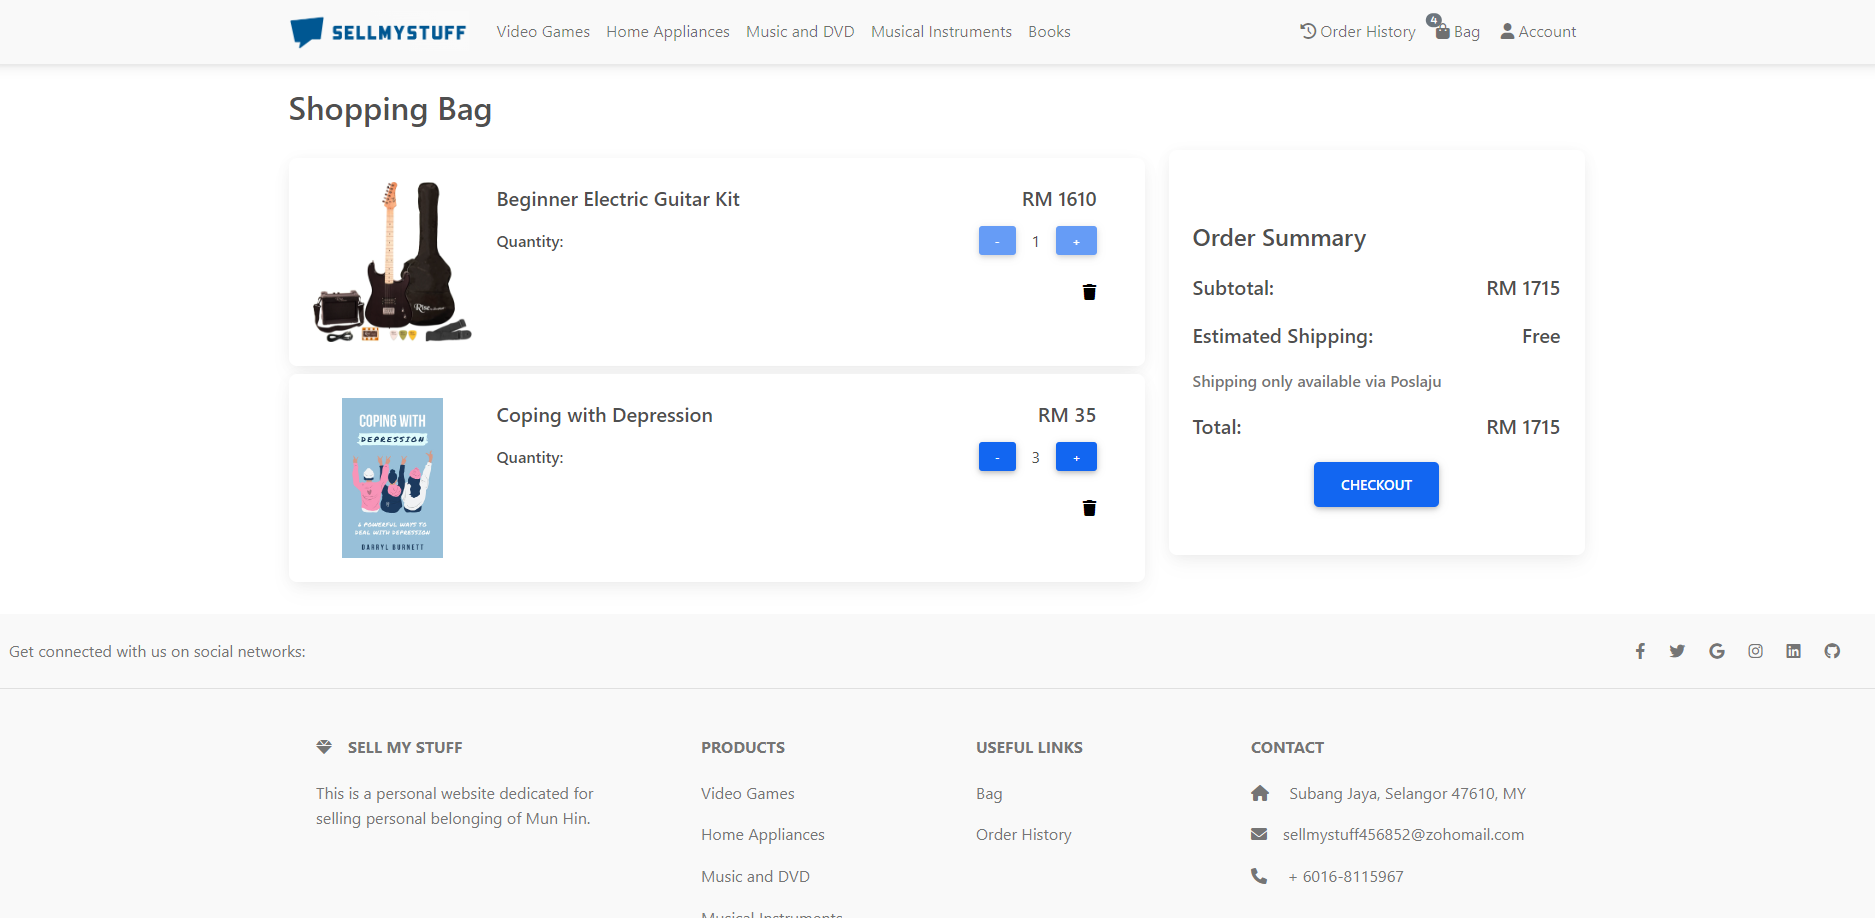 SELLMYSTUFF Video Games Home Appliances Music and DVD Musical Instruments Books Order History 4 Bag Account
Shopping Bag
Beginner Electric Guitar Kit RM 1610
Quantity: - 1 +
Rise
Coping with Depression RM 35
Quantity: - 3 +
COPING WITH
DEPRESSION
6 POWERFUL WAYS TO
DEAL WITH DEPRESSION
DARRYL BURNETT
Order Summary
Subtotal: RM 1715
Estimated Shipping: Free
Shipping only available via Poslaju
Total: RM 1715
CHECKOUT
Get connected with us on social networks:
SELL MY STUFF
This is a personal website dedicated for
selling personal belonging of Mun Hin.
PRODUCTS
Video Games
Home Appliances
Music and DVD
Musical Instruments
USEFUL LINKS
Bag
Order History
CONTACT
Subang Jaya, Selangor 47610, MY
sellmystuff456852@zohomail.com
+ 6016-8115967